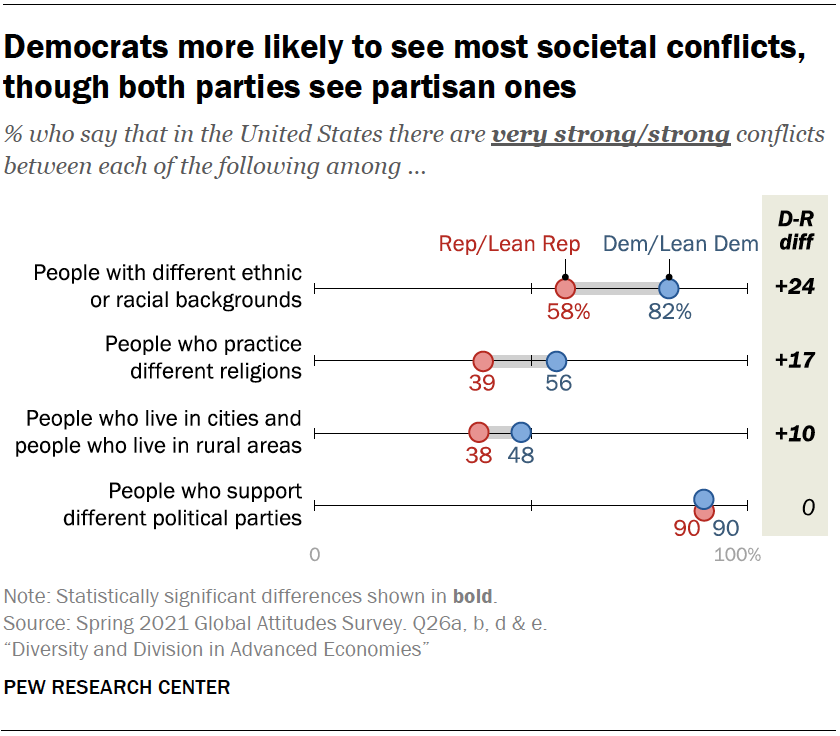 Democrats more likely to see most societal conflicts,
though both parties see partisan ones
% who say that in the United States there are very strong/strong conflicts
between each of the following among ...
D-R
diff
Rep/Lean Rep Dem/Lean Dem
People with different ethnic
or racial backgrounds
58% 82%
+24
People who practice
different religions
39 56
+17
People who live in cities and
people who live in rural areas
38 48
+10
People who support
different political parties
90 90
0
0 100%
Note: Statistically significant differences shown in bold.
Source: Spring 2021 Global Attitudes Survey. Q26a, b, d & e.
“Diversity and Division in Advanced Economies”
PEW RESEARCH CENTER